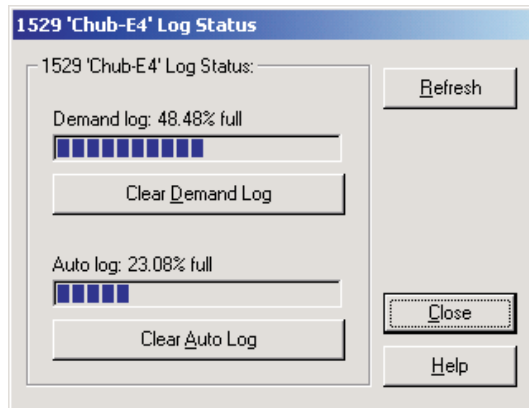 1529 'Chub-E4' Log Status
1529 'Chub-E4' Log Status:
Refresh
Demand log: 48.48% full
Clear Demand Log
Auto log: 23.08% full
Clear Auto Log
Close
Help